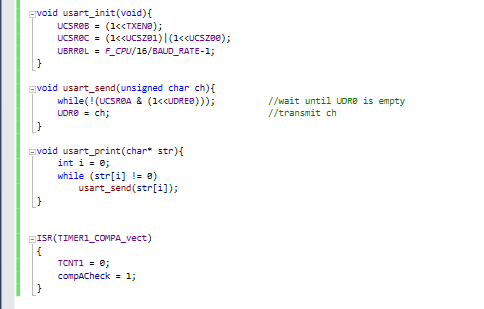 void usart_init(void){
UCSR0B = (1<<TXEN0);
UCSR0C = (1<<UCSZ01)|(1<<UCSZ00);
UBRR0L = F_CPU/16/BAUD_RATE-1;
}
void usart_send(unsigned char ch){
while(!(UCSR0A & (1<<UDRE0))); //wait until UDR0 is empty
UDR0 = ch; //transmit ch
}
void usart_print(char* str){
int i = 0;
while (str[i] != 0)
usart_send(str[i]);
}
ISR(TIMER1_COMPA_vect)
{
TCNT1 = 0;
compACheck = 1;
}